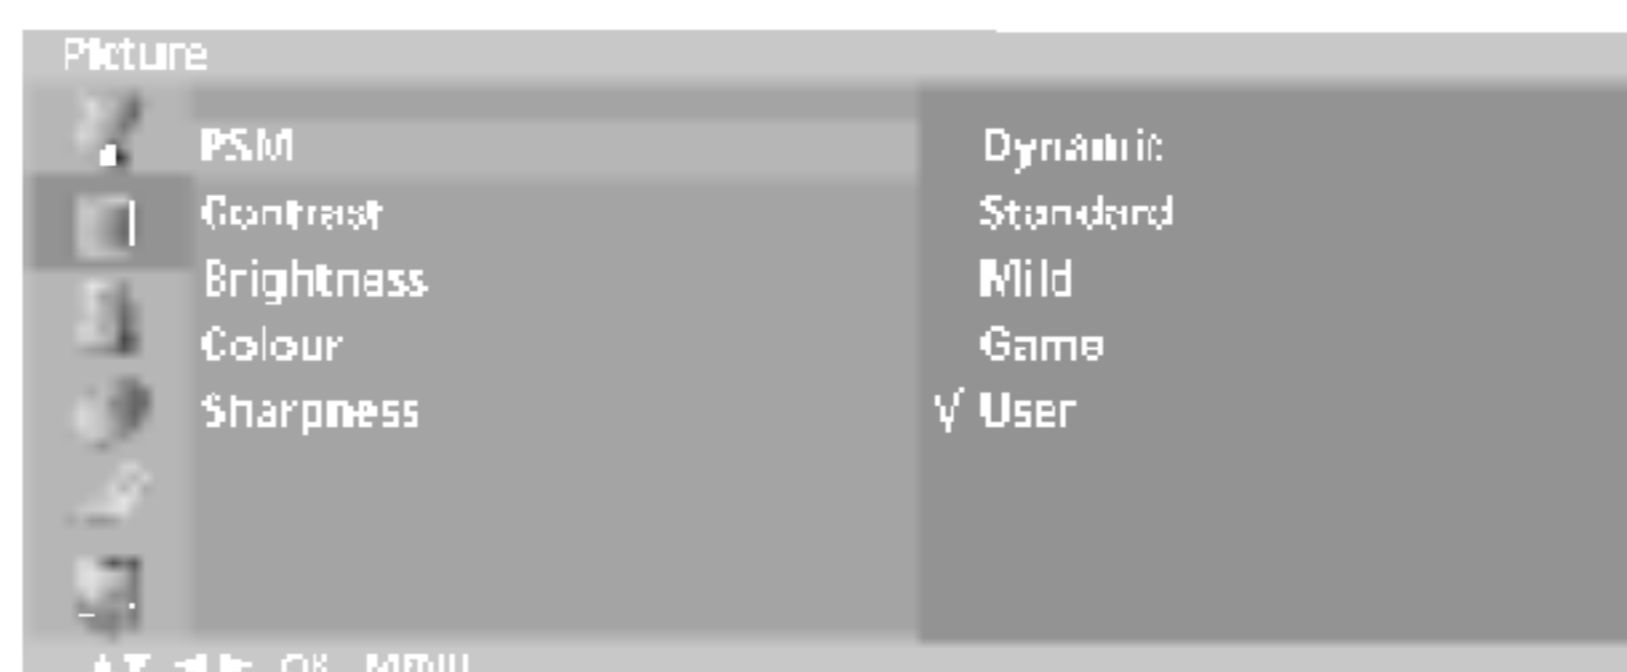 Picture
PSM
Contrast
Brightness
Colour
Sharpness
Dynamic
Standard
Mild
Game
√ User
▲▼ ◄► OK MENU